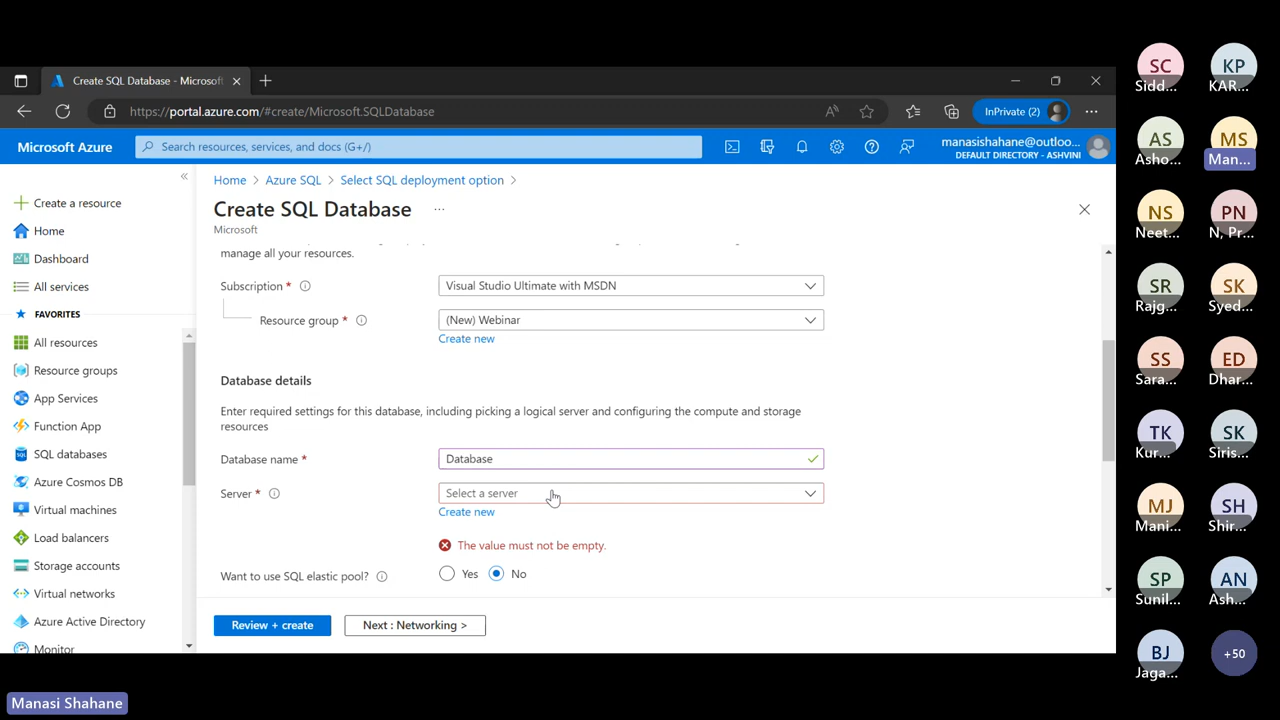 Create SQL Database - Microsof
https://portal.azure.com/#create/Microsoft.SQLDatabase
InPrivate (2)
Microsoft Azure
Search resources, services, and docs (G+/)
manasishahane@outloo...
DEFAULT DIRECTORY - ASHVINI
Create a resource
Home
Dashboard
All services
FAVORITES
All resources
Resource groups
App Services
Function App
SQL databases
Azure Cosmos DB
Virtual machines
Load balancers
Storage accounts
Virtual networks
Azure Active Directory
Monitor
Home > Azure SQL > Select SQL deployment option >
Create SQL Database ...
Microsoft
manage all your resources.
Subscription *
Visual Studio Ultimate with MSDN
Resource group *
(New) Webinar
Create new
Database details
Enter required settings for this database, including picking a logical server and configuring the compute and storage
resources
Database name *
Database
Server *
Select a server
Create new
The value must not be empty.
Want to use SQL elastic pool?
Yes No
Review + create
Next : Networking >
SC
Sidd...
KP
KAR...
AS
Asho...
MS
Man...
NS
Neet...
PN
N, Pr...
SR
Rajg...
SK
Syed...
SS
Sara...
ED
Dhar...
TK
Kur...
SK
Siris...
MJ
Mani...
SH
Shir...
SP
Sunil...
AN
Ash...
BJ
Jaga...
+50
Manasi Shahane